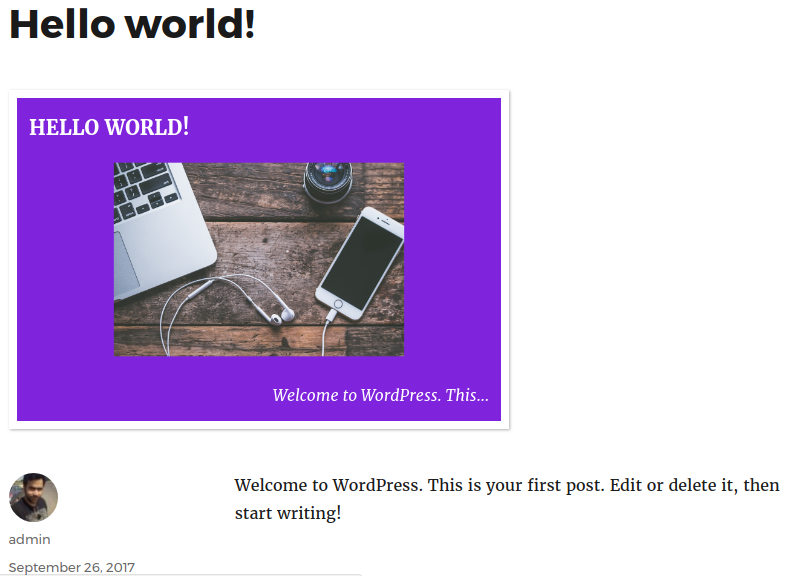 Hello world!
HELLO WORLD!
Welcome to WordPress. This...
Welcome to WordPress. This is your first post. Edit or delete it, then
start writing!
admin
September 26, 2017